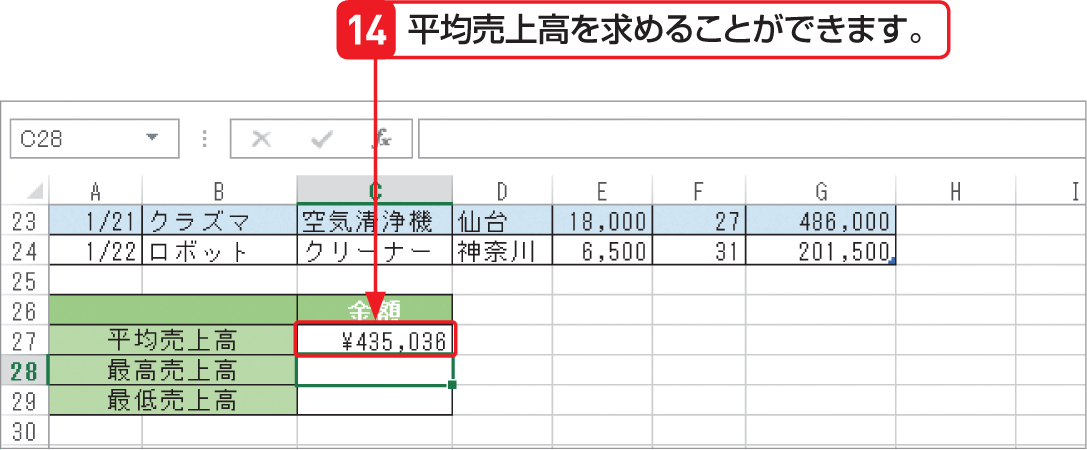 14 平均売上高を求めることができます。
C28 fx
A B C D E F G H I
23 1/21 クラズマ 空気清浄機 仙台 18,000 27 486,000
24 1/22 ロボット クリーナー 神奈川 6,500 31 201,500
25
26 金額
27 平均売上高 ¥435,036
28 最高売上高
29 最低売上高
30